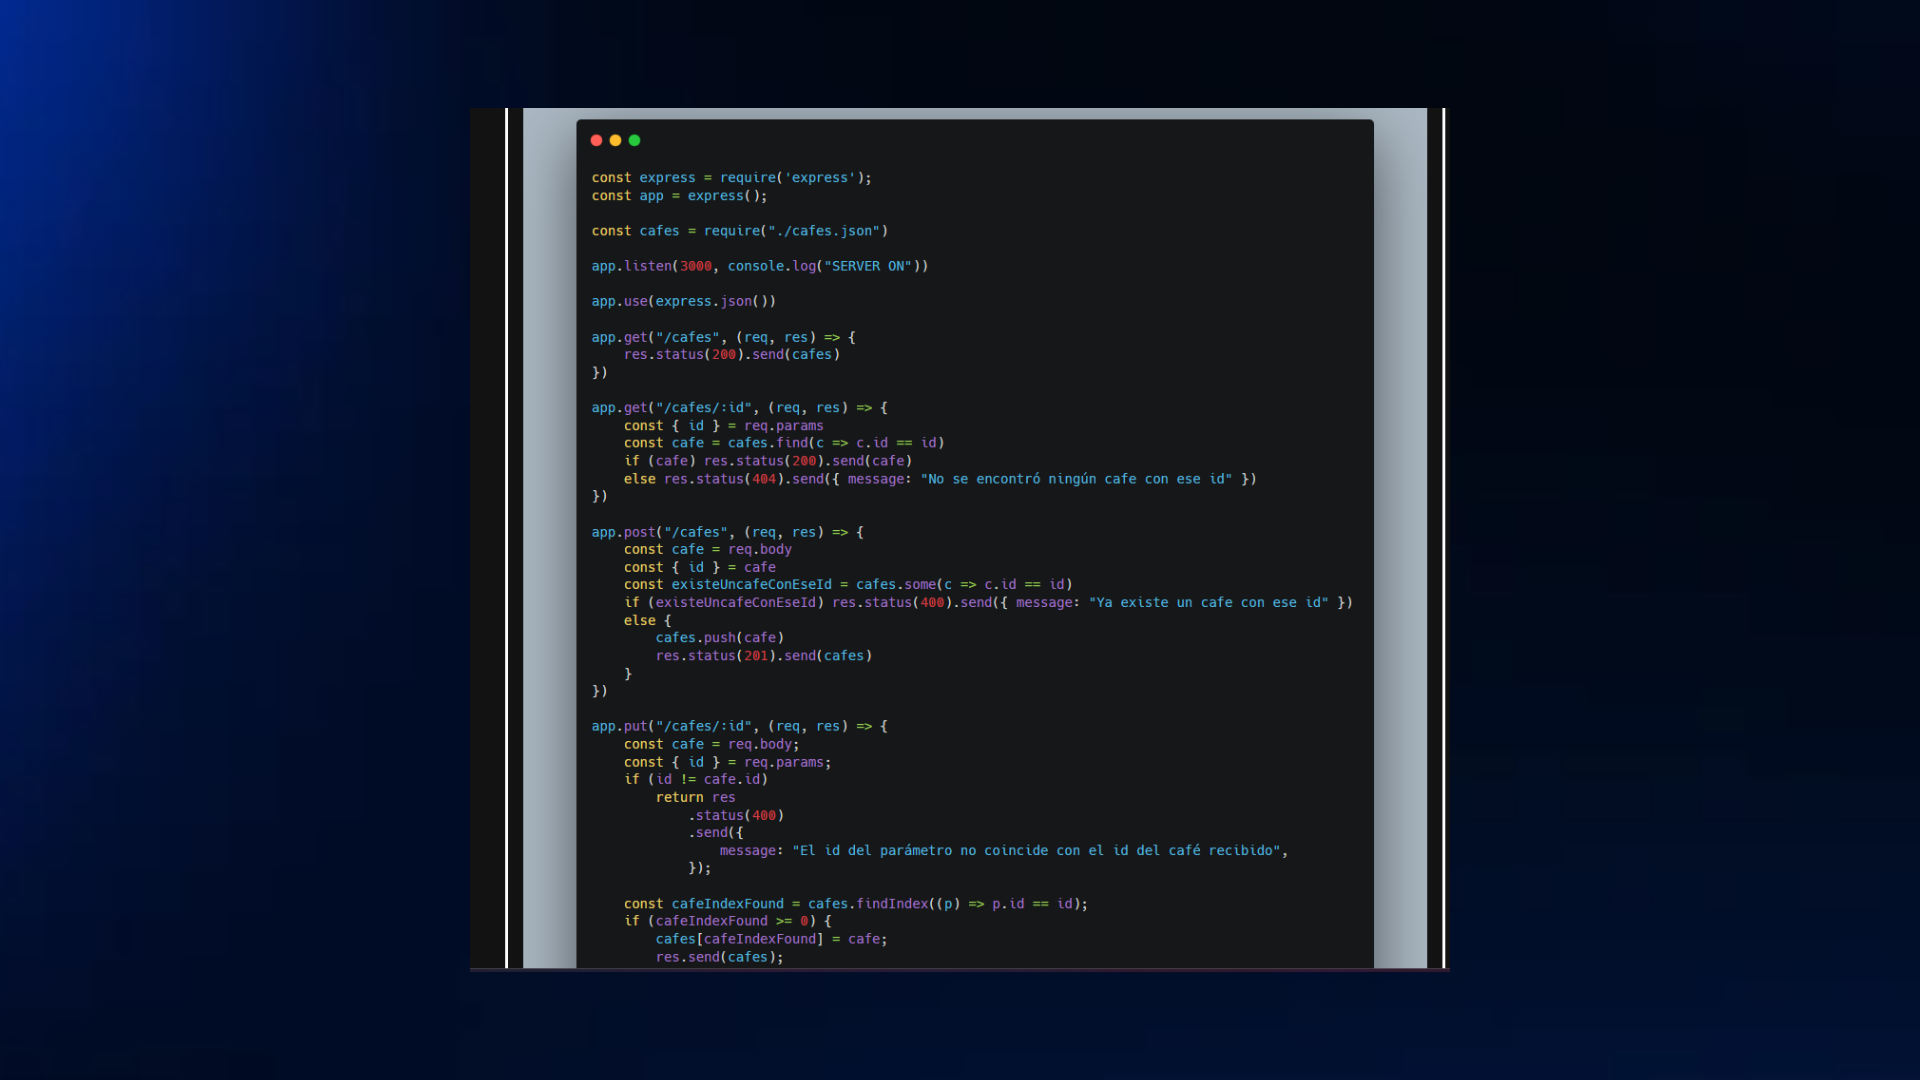 const express = require('express');
const app = express();
const cafes = require("./cafes.json")
app.listen(3000, console.log("SERVER ON"))
app.use(express.json())
app.get("/cafes", (req, res) => {
    res.status(200).send(cafes)
})
app.get("/cafes/:id", (req, res) => {
    const { id } = req.params
    const cafe = cafes.find(c => c.id == id)
    if (cafe) res.status(200).send(cafe)
    else res.status(404).send({ message: "No se encontró ningún cafe con ese id" })
})
app.post("/cafes", (req, res) => {
    const cafe = req.body
    const { id } = cafe
    const existeUncafeConEseId = cafes.some(c => c.id == id)
    if (existeUncafeConEseId) res.status(400).send({ message: "Ya existe un cafe con ese id" })
    else {
        cafes.push(cafe)
        res.status(201).send(cafes)
    }
})
app.put("/cafes/:id", (req, res) => {
    const cafe = req.body;
    const { id } = req.params;
    if (id != cafe.id)
        return res
            .status(400)
            .send({
                message: "El id del parámetro no coincide con el id del café recibido",
            });
    const cafeIndexFound = cafes.findIndex((p) => p.id == id);
    if (cafeIndexFound >= 0) {
        cafes[cafeIndexFound] = cafe;
        res.send(cafes);